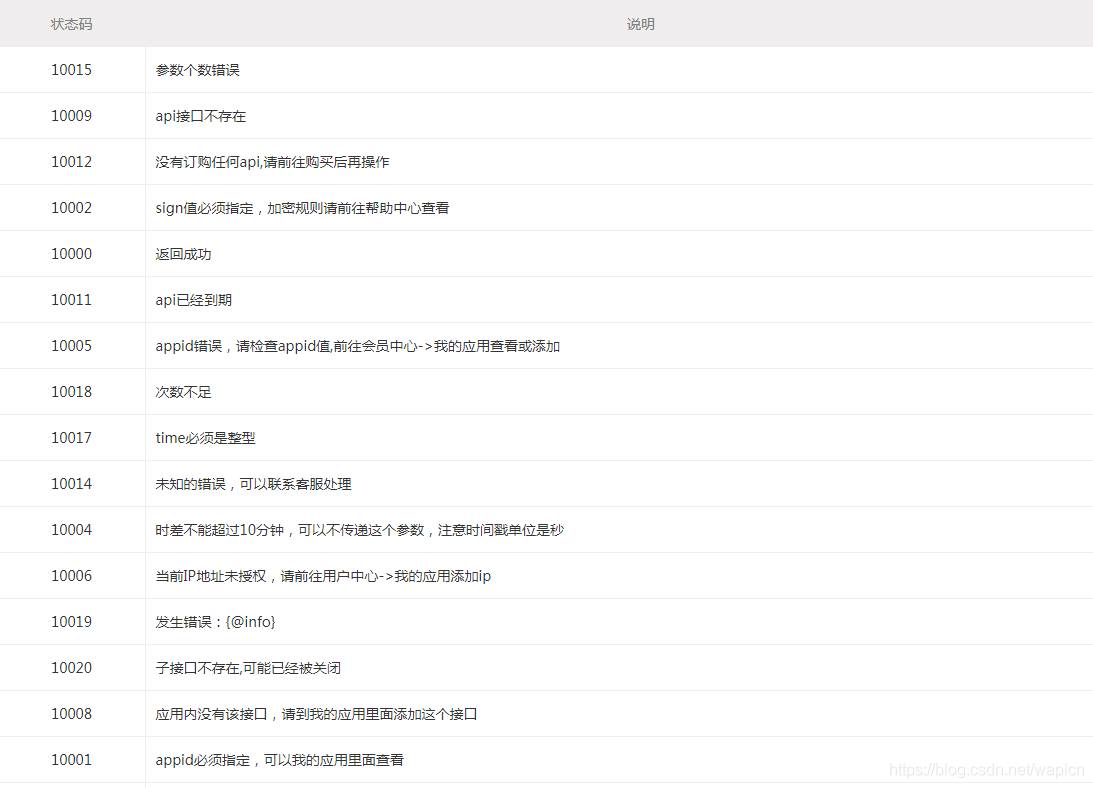 状态码 说明
10015 参数个数错误
10009 api接口不存在
10012 没有订购任何api,请前往购买后再操作
10002 sign值必须指定，加密规则请前往帮助中心查看
10000 返回成功
10011 api已经到期
10005 appid错误，请检查appid值,前往会员中心->我的应用查看或添加
10018 次数不足
10017 time必须是整型
10014 未知的错误，可以联系客服处理
10004 时差不能超过10分钟，可以不传递这个参数，注意时间戳单位是秒
10006 当前IP地址未授权，请前往用户中心->我的应用添加ip
10019 发生错误：{@info}
10020 子接口不存在,可能已经被关闭
10008 应用内没有该接口，请到我的应用里面添加这个接口
10001 appid必须指定，可以我的应用里面查看
https://blog.csdn.net/wapicn